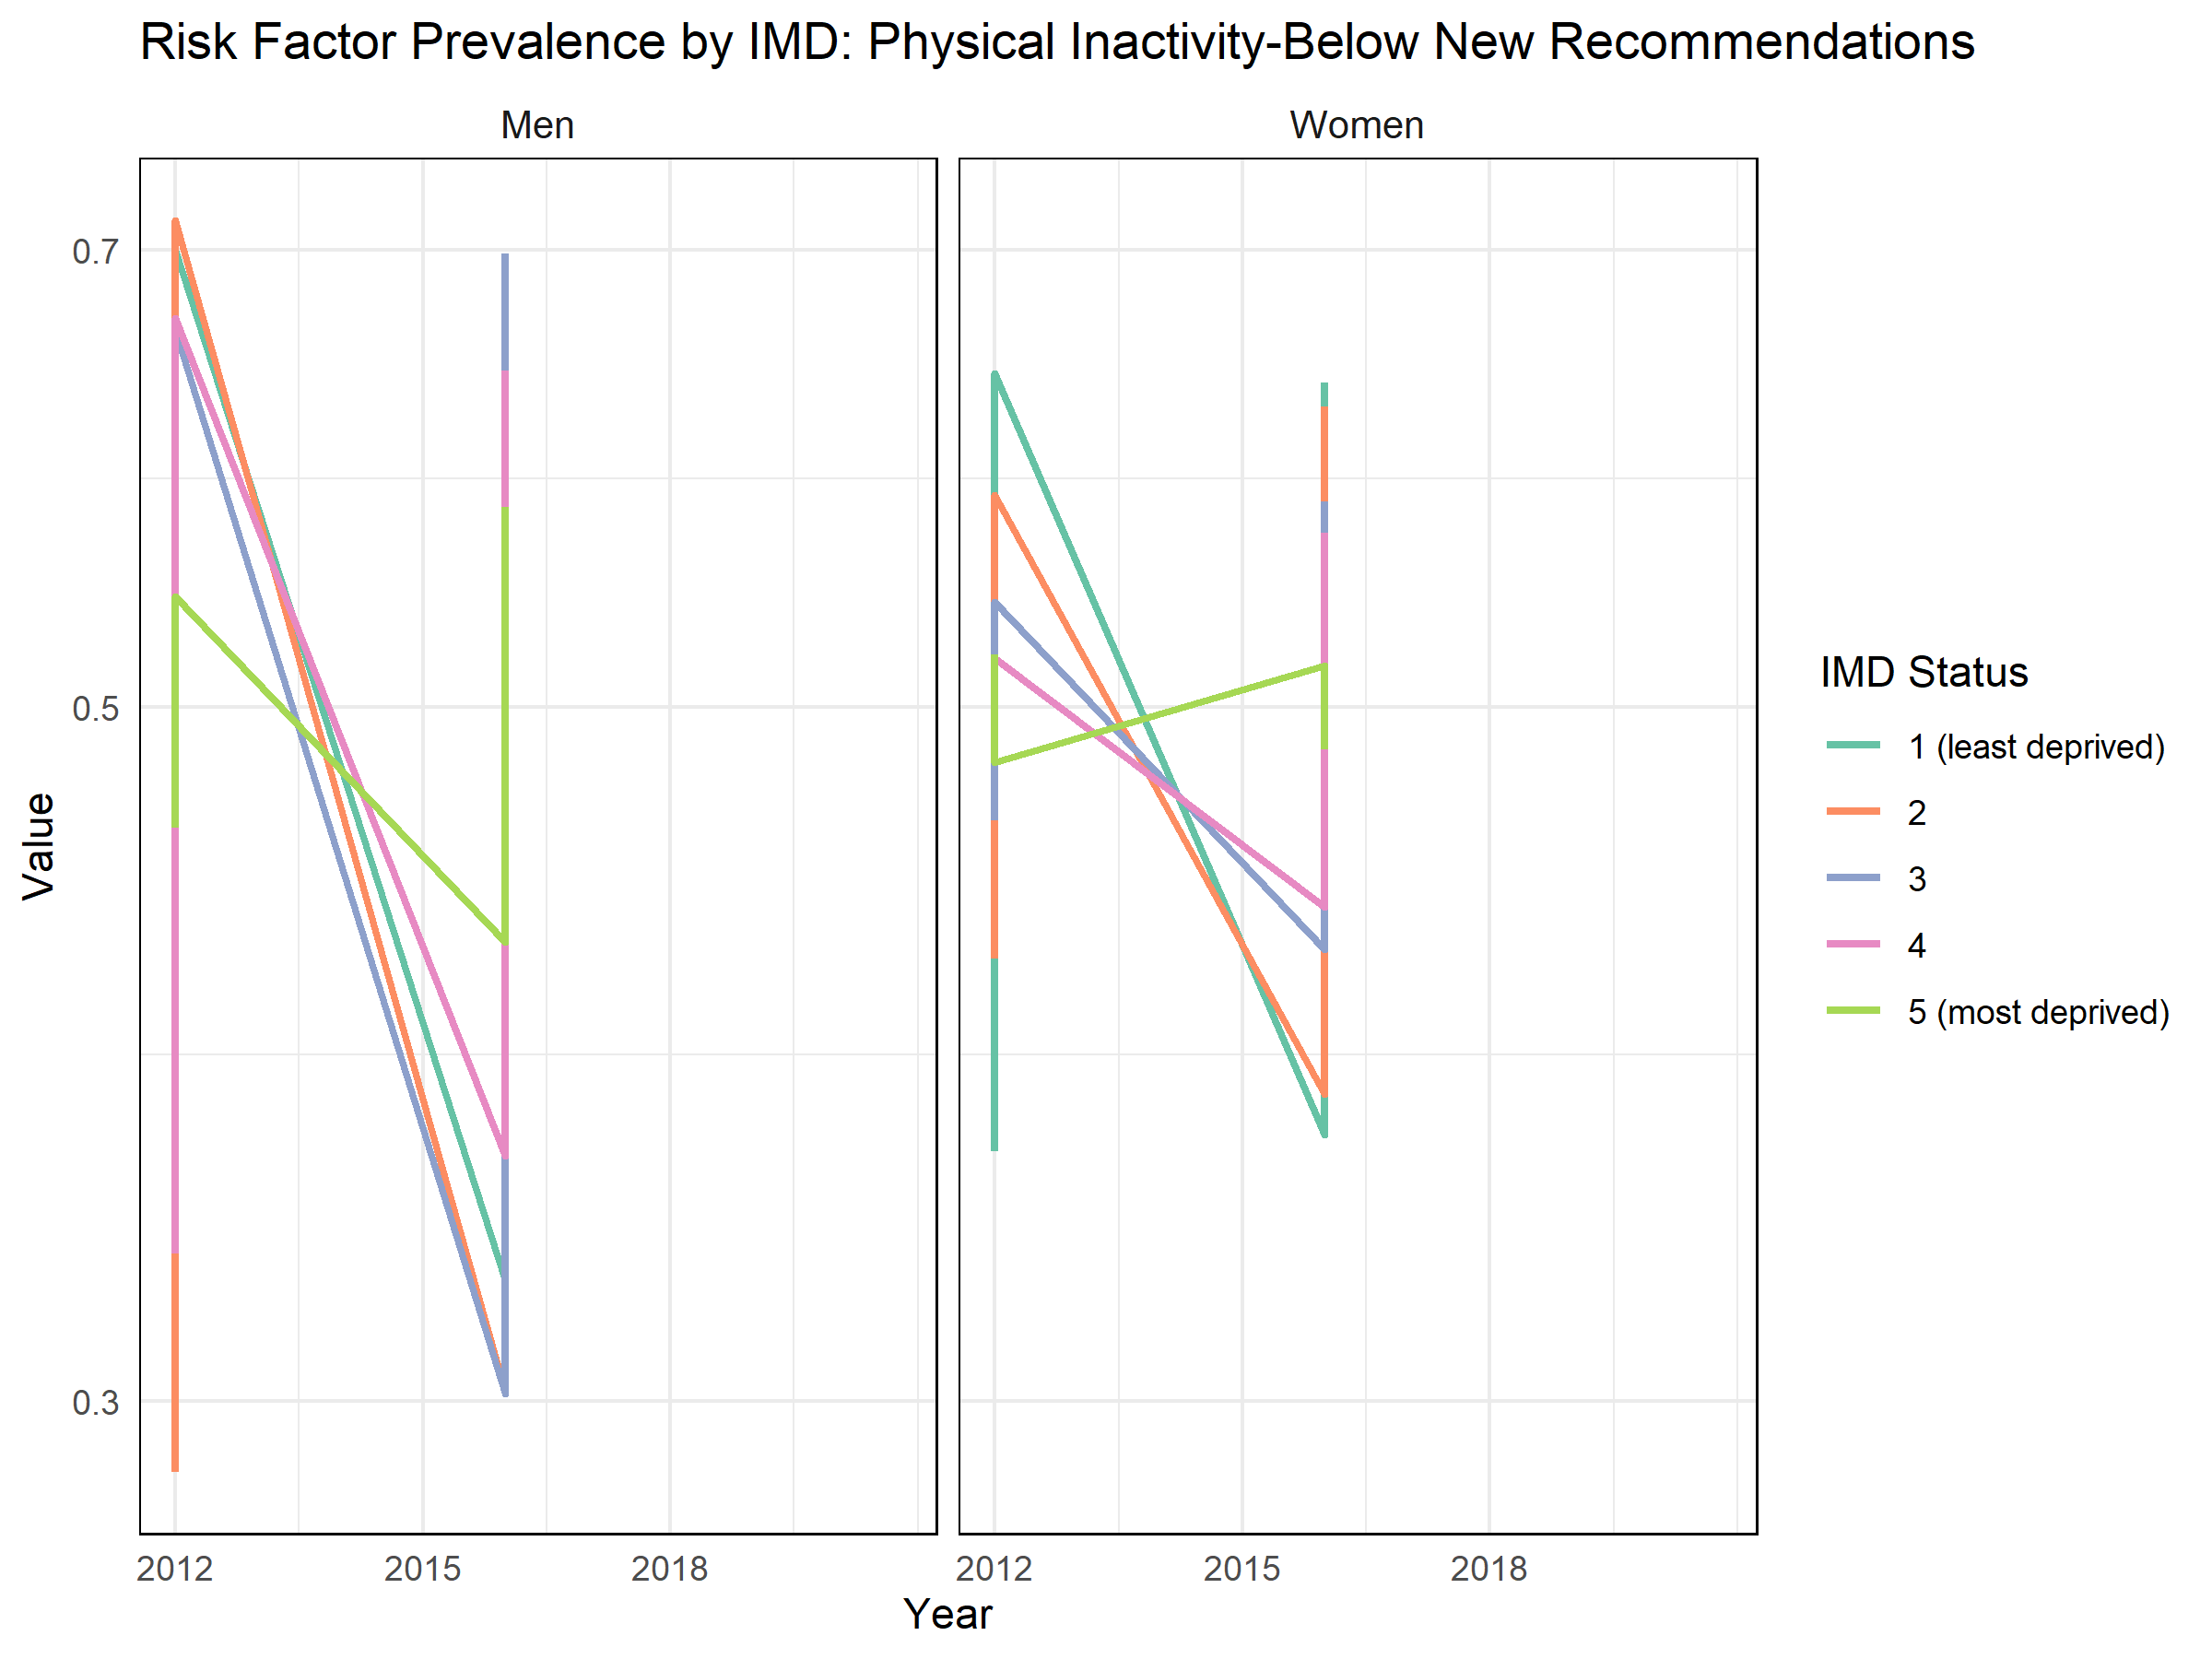 Risk Factor Prevalence by IMD: Physical Inactivity-Below New Recommendations
Men
Women
0.7
0.5
0.3
Value
2012
2015
2018
2012
2015
2018
Year
IMD Status
1 (least deprived)
2
3
4
5 (most deprived)